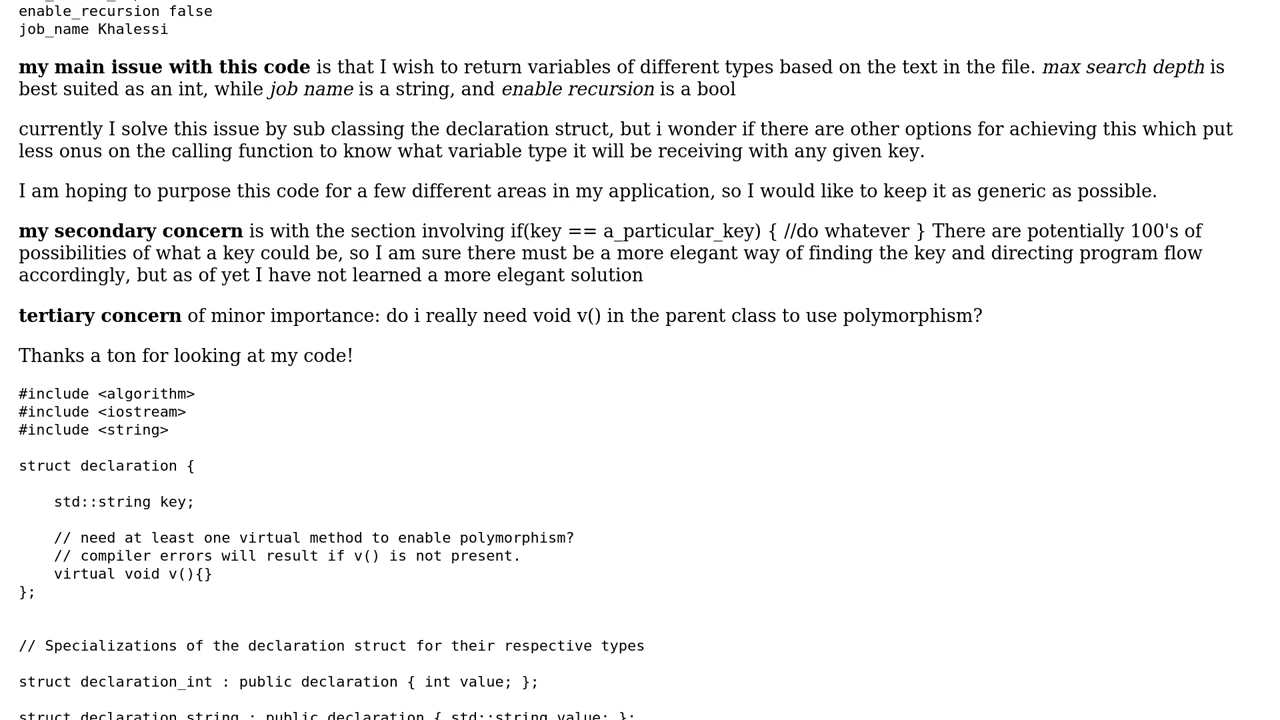 enable_recursion false
job_name Khalessi
my main issue with this code is that I wish to return variables of different types based on the text in the file. max search depth is
best suited as an int, while job name is a string, and enable recursion is a bool
currently I solve this issue by sub classing the declaration struct, but i wonder if there are other options for achieving this which put
less onus on the calling function to know what variable type it will be receiving with any given key.
I am hoping to purpose this code for a few different areas in my application, so I would like to keep it as generic as possible.
my secondary concern is with the section involving if(key == a_particular_key) { //do whatever } There are potentially 100's of
possibilities of what a key could be, so I am sure there must be a more elegant way of finding the key and directing program flow
accordingly, but as of yet I have not learned a more elegant solution
tertiary concern of minor importance: do i really need void v() in the parent class to use polymorphism?
Thanks a ton for looking at my code!
#include <algorithm>
#include <iostream>
#include <string>
struct declaration {
    std::string key;
    // need at least one virtual method to enable polymorphism?
    // compiler errors will result if v() is not present.
    virtual void v(){}
};
// Specializations of the declaration struct for their respective types
struct declaration_int : public declaration { int value; };
struct declaration_string : public declaration { std::string value; };